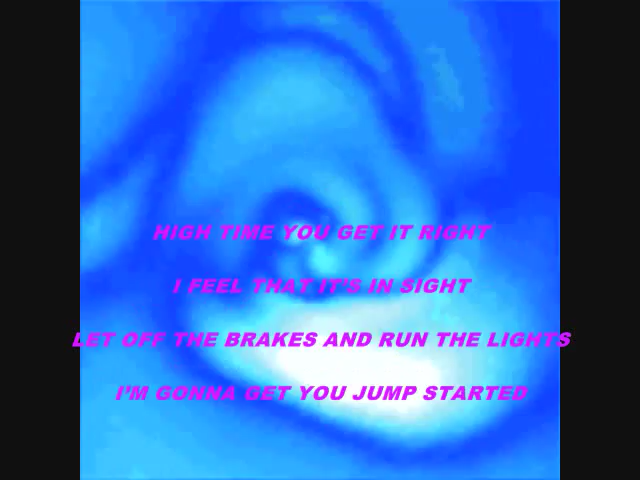 HIGH TIME YOU GET IT RIGHT
I FEEL THAT IT'S IN SIGHT
LET OFF THE BRAKES AND RUN THE LIGHTS
I'M GONNA GET YOU JUMP STARTED